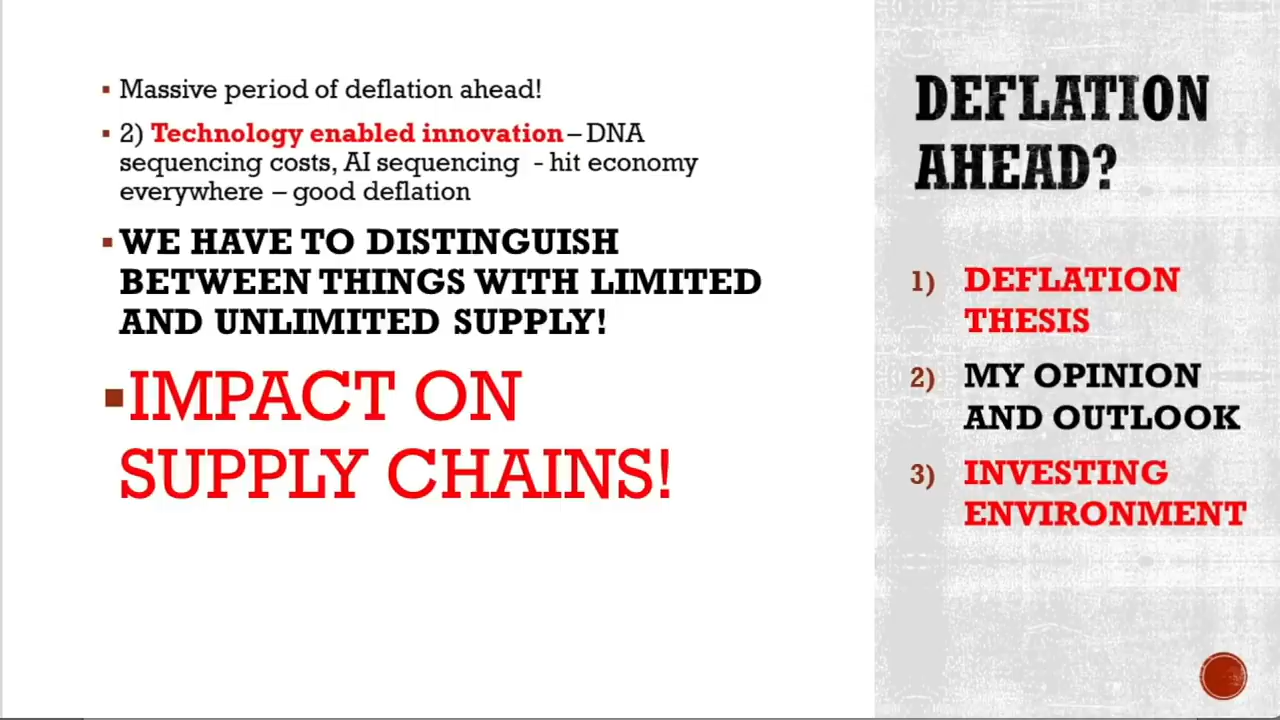 ▪ Massive period of deflation ahead!
▪ 2) Technology enabled innovation – DNA
sequencing costs, AI sequencing - hit economy
everywhere – good deflation
▪ WE HAVE TO DISTINGUISH
BETWEEN THINGS WITH LIMITED
AND UNLIMITED SUPPLY!
▪ IMPACT ON
SUPPLY CHAINS!
DEFLATION
AHEAD?
1) DEFLATION
THESIS
2) MY OPINION
AND OUTLOOK
3) INVESTING
ENVIRONMENT